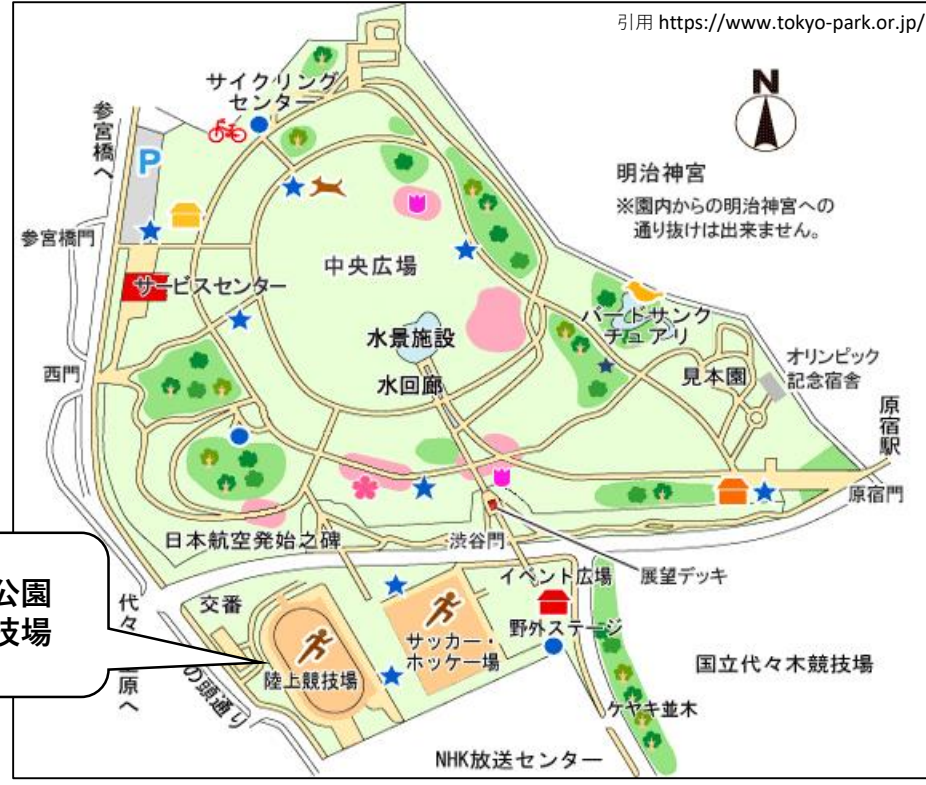 引用 https://www.tokyo-park.or.jp/
N
サイクリング
センター
参宮橋へ
P
明治神宮
※園内からの明治神宮への
通り抜けは出来ません。
参宮橋門
中央広場
サービスセンター
バードサンク
チュアリ
水景施設
オリンピック
記念宿舎
西門
水回廊
見本園
原宿駅
原宿門
日本航空発始之碑
渋谷門
展望デッキ
イベント広場
公園
技場
代々
原へ
交番
野外ステージ
サッカー・
ホッケー場
陸上競技場
の頭通り
国立代々木競技場
ケヤキ並木
NHK放送センター